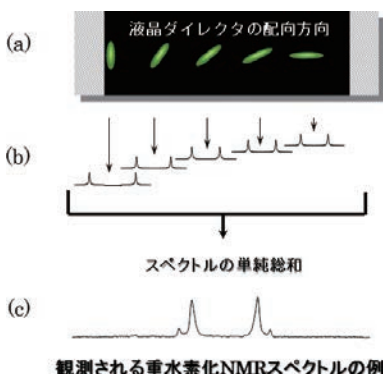 (a)
液晶ダイレクタの配向方向
(b)
スペクトルの単純総和
(c)
観測される重水素化NMRスペクトルの例